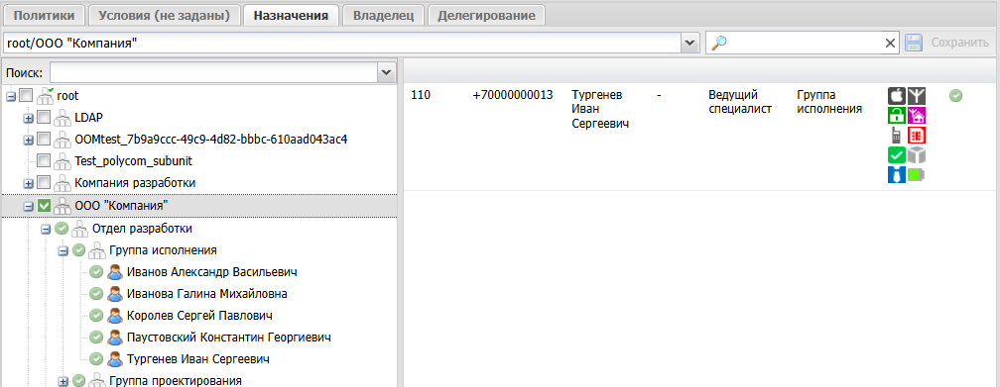 Политики Условия (не заданы) Назначения Владелец Делегирование
root/ООО "Компания" Сохранить
Поиск:
root
LDAP
OOMtest_7b9a9ccc-49c9-4d82-bbbc-610aad043ac4
Test_polycom_subunit
Компания разработки
ООО "Компания"
Отдел разработки
Группа исполнения
Иванов Александр Васильевич
Иванова Галина Михайловна
Королев Сергей Павлович
Паустовский Константин Георгиевич
Тургенев Иван Сергеевич
Группа проектирования
110 +70000000013 Тургенев - Ведущий Группа
Иван специалист исполнения
Сергеевич